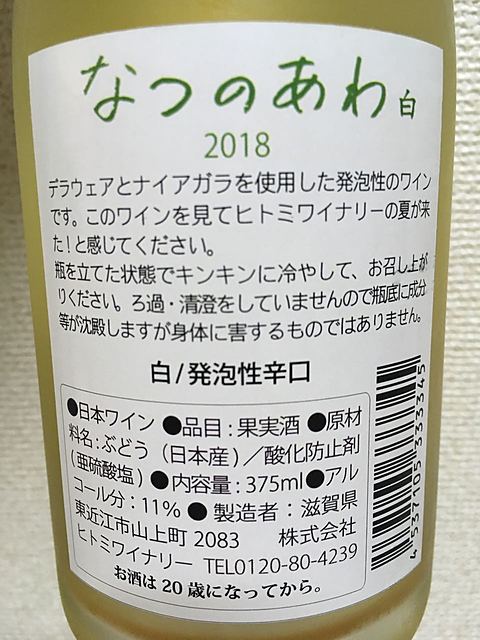 なつのあわ 白
2018
デラウェアとナイアガラを使用した発泡性のワイン
です。このワインを見てヒトミワイナリーの夏が来
た!と感じてください。
瓶を立てた状態でキンキンに冷やして、お召し上が
りください。ろ過・清澄をしていませんので瓶底に成分
等が沈殿しますが身体に害するものではありません。
白/発泡性辛口
●日本ワイン ●品目:果実酒 ●原材
料名:ぶどう(日本産)/酸化防止剤
(亜硫酸塩)●内容量:375ml●アル
コール分:11% ● 製造者:滋賀県
東近江市山上町2083 株式会社
ヒトミワイナリー TEL0120-80-4239
お酒は20歳になってから。
4 537105 333345